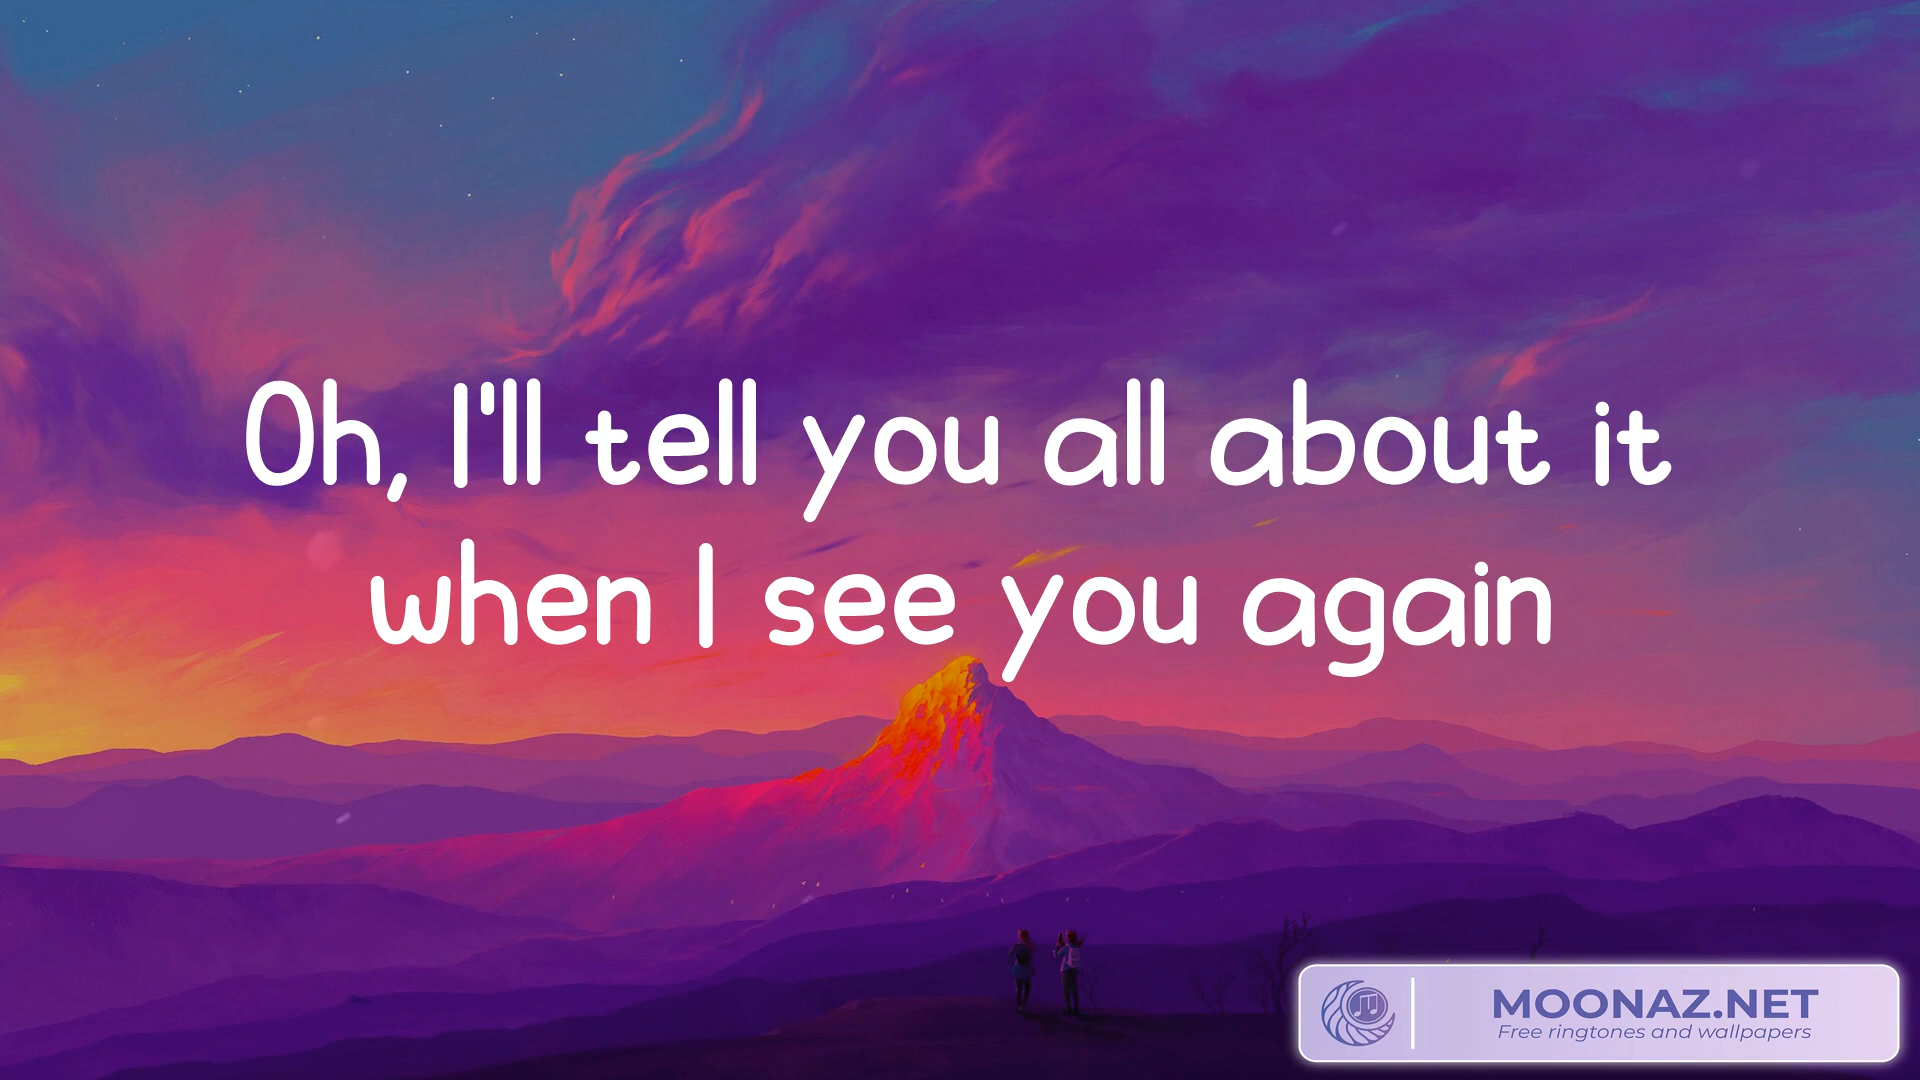 Oh, I'll tell you all about it
when I see you again
MOONAZ.NET
Free ringtones and wallpapers